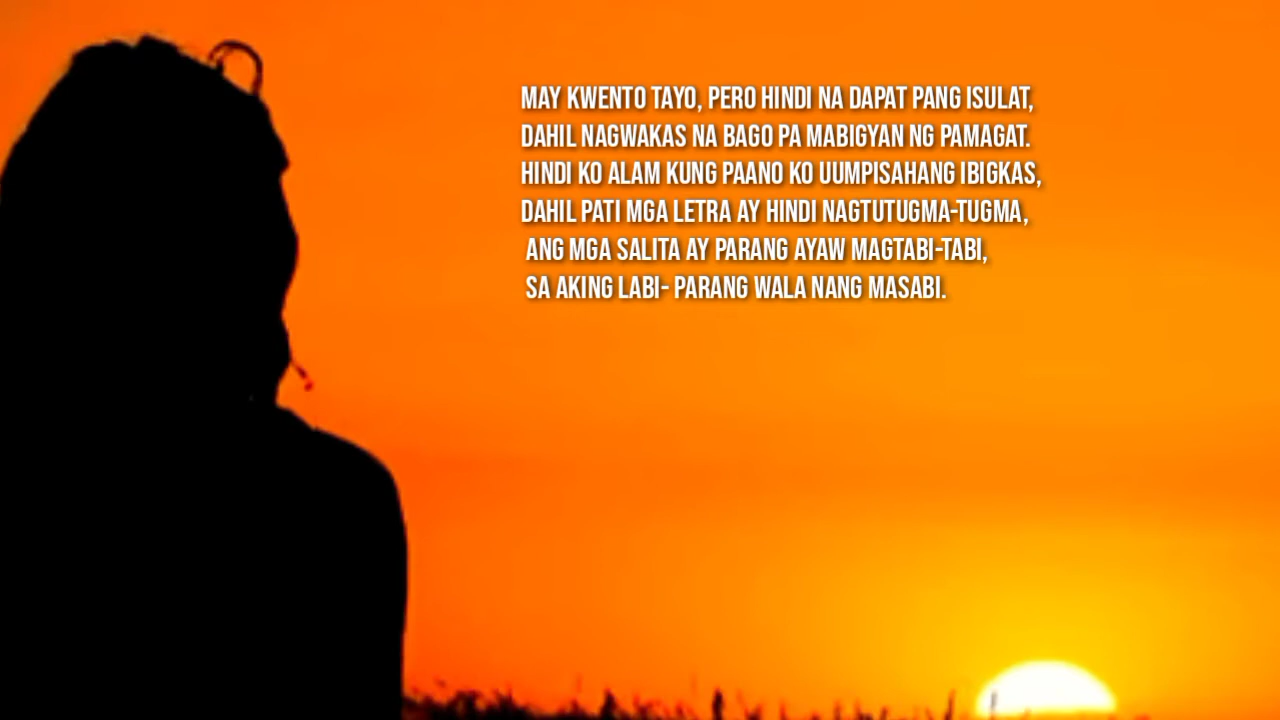 MAY KWENTO TAYO, PERO HINDI NA DAPAT PANG ISULAT,
DAHIL NAGWAKAS NA BAGO PA MABIGYAN NG PAMAGAT.
HINDI KO ALAM KUNG PAANO KO UUMPISAHANG IBIGKAS,
DAHIL PATI MGA LETRA AY HINDI NAGTUTUGMA-TUGMA,
ANG MGA SALITA AY PARANG AYAW MAGTABI-TABI,
SA AKING LABI- PARANG WALA NANG MASABI.